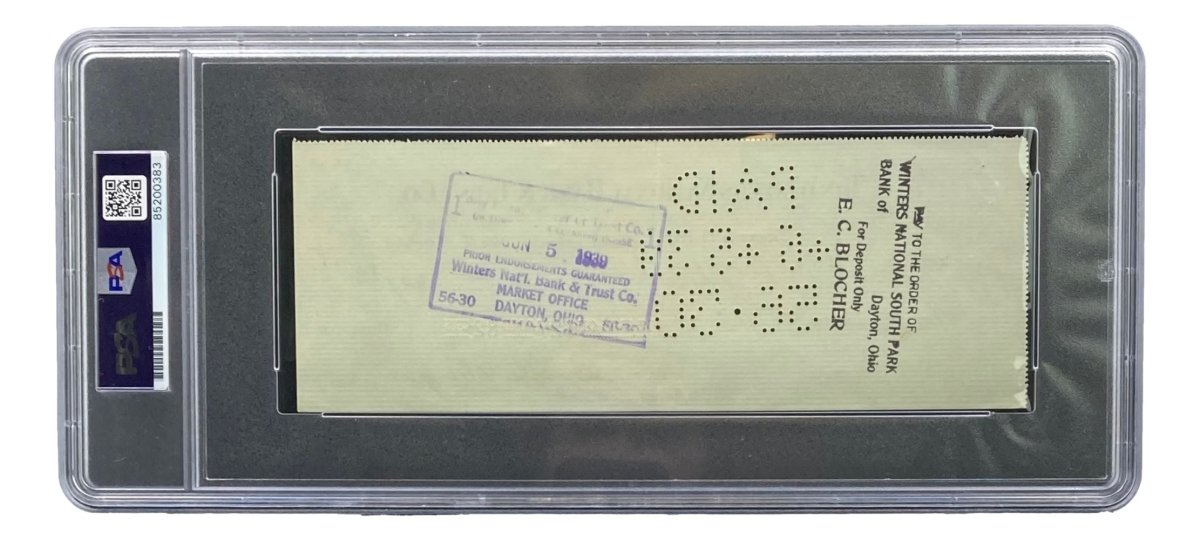 85200383
PSA
PSA
JUN 5 1939
PRIOR ENDORSEMENTS GUARANTEED
Winters Nat'l. Bank & Trust Co.
MARKET OFFICE
56-30 DAYTON, OHIO
PAID
PAY TO THE ORDER OF
WINTERS NATIONAL SOUTH PARK
BANK of Dayton, Ohio
For Deposit Only
E. C. BLOCHER